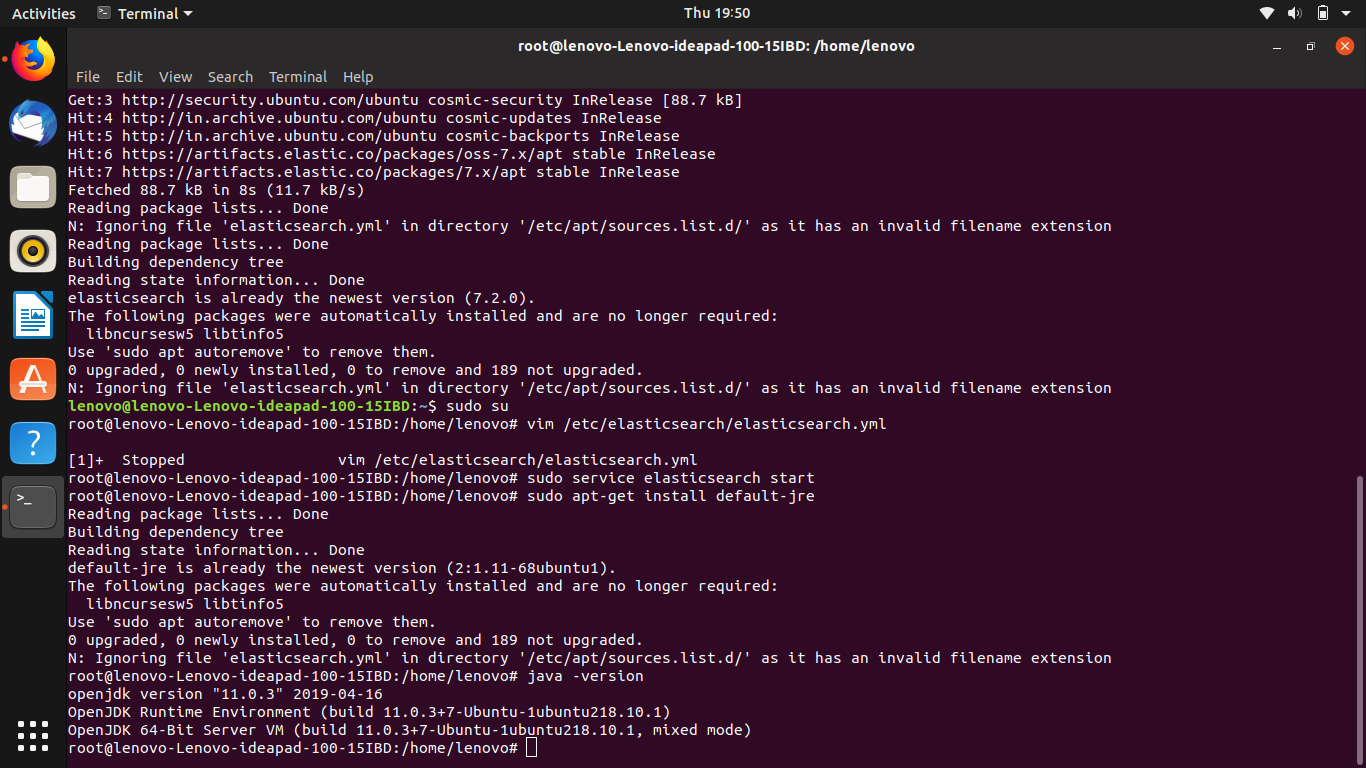 Activities Terminal Thu 19:50
root@lenovo-Lenovo-ideapad-100-15IBD: /home/lenovo
File Edit View Search Terminal Help
Get:3 http://security.ubuntu.com/ubuntu cosmic-security InRelease [88.7 kB]
Hit:4 http://in.archive.ubuntu.com/ubuntu cosmic-updates InRelease
Hit:5 http://in.archive.ubuntu.com/ubuntu cosmic-backports InRelease
Hit:6 https://artifacts.elastic.co/packages/oss-7.x/apt stable InRelease
Hit:7 https://artifacts.elastic.co/packages/7.x/apt stable InRelease
Fetched 88.7 kB in 8s (11.7 kB/s)
Reading package lists... Done
N: Ignoring file 'elasticsearch.yml' in directory '/etc/apt/sources.list.d/' as it has an invalid filename extension
Reading package lists... Done
Building dependency tree
Reading state information... Done
elasticsearch is already the newest version (7.2.0).
The following packages were automatically installed and are no longer required:
  libncursesw5 libtinfo5
Use 'sudo apt autoremove' to remove them.
0 upgraded, 0 newly installed, 0 to remove and 189 not upgraded.
N: Ignoring file 'elasticsearch.yml' in directory '/etc/apt/sources.list.d/' as it has an invalid filename extension
lenovo@lenovo-Lenovo-ideapad-100-15IBD:~$ sudo su
root@lenovo-Lenovo-ideapad-100-15IBD:/home/lenovo# vim /etc/elasticsearch/elasticsearch.yml
[1]+  Stopped                 vim /etc/elasticsearch/elasticsearch.yml
root@lenovo-Lenovo-ideapad-100-15IBD:/home/lenovo# sudo service elasticsearch start
root@lenovo-Lenovo-ideapad-100-15IBD:/home/lenovo# sudo apt-get install default-jre
Reading package lists... Done
Building dependency tree
Reading state information... Done
default-jre is already the newest version (2:1.11-68ubuntu1).
The following packages were automatically installed and are no longer required:
  libncursesw5 libtinfo5
Use 'sudo apt autoremove' to remove them.
0 upgraded, 0 newly installed, 0 to remove and 189 not upgraded.
N: Ignoring file 'elasticsearch.yml' in directory '/etc/apt/sources.list.d/' as it has an invalid filename extension
root@lenovo-Lenovo-ideapad-100-15IBD:/home/lenovo# java -version
openjdk version "11.0.3" 2019-04-16
OpenJDK Runtime Environment (build 11.0.3+7-Ubuntu-1ubuntu218.10.1)
OpenJDK 64-Bit Server VM (build 11.0.3+7-Ubuntu-1ubuntu218.10.1, mixed mode)
root@lenovo-Lenovo-ideapad-100-15IBD:/home/lenovo#